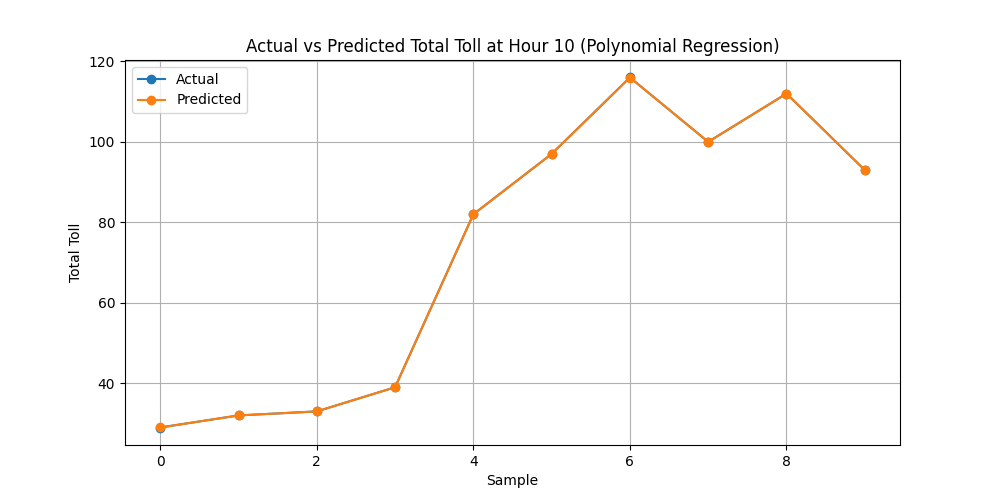 Actual vs Predicted Total Toll at Hour 10 (Polynomial Regression)
Actual
Predicted
120
100
80
60
40
Total Toll
0 2 4 6 8
Sample